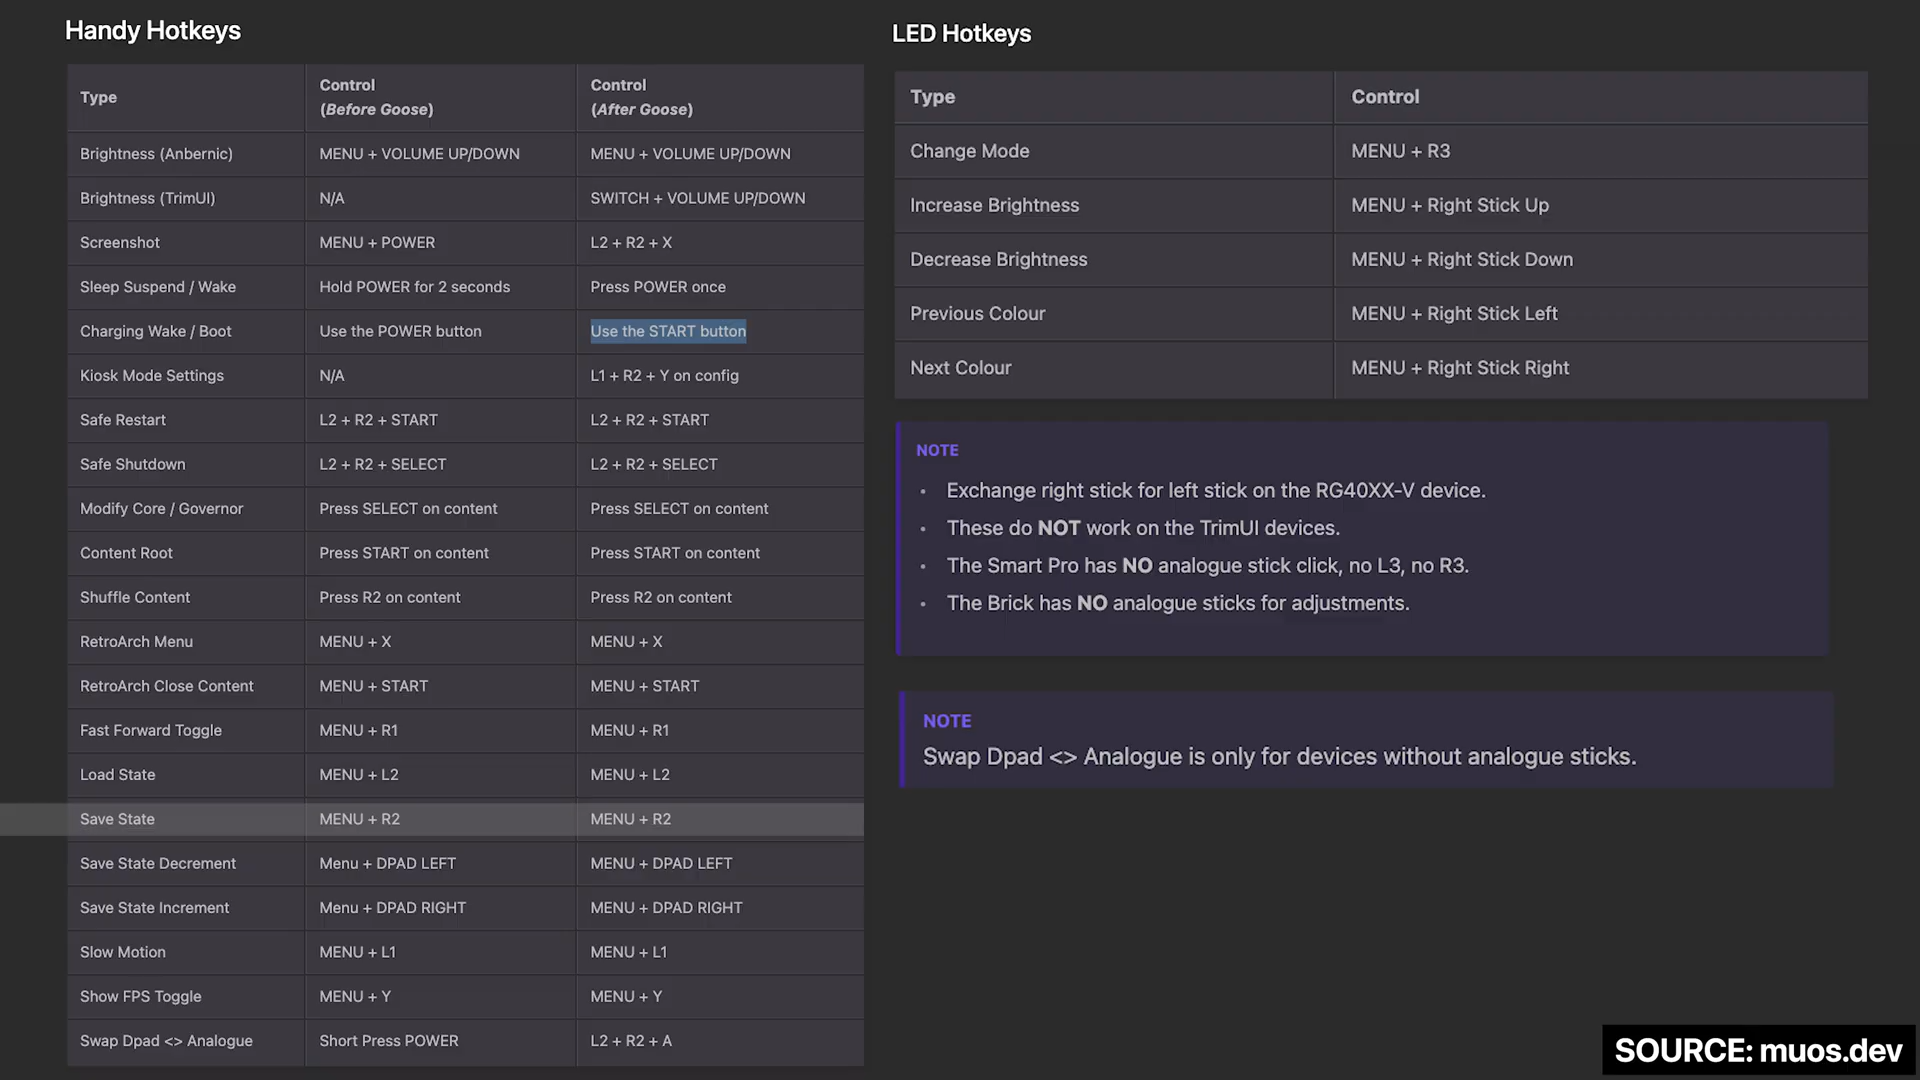 Handy Hotkeys
Type Control (Before Goose) Control (After Goose)
Brightness (Anbernic) MENU + VOLUME UP/DOWN MENU + VOLUME UP/DOWN
Brightness (TrimUI) N/A SWITCH + VOLUME UP/DOWN
Screenshot MENU + POWER L2 + R2 + X
Sleep Suspend / Wake Hold POWER for 2 seconds Press POWER once
Charging Wake / Boot Use the POWER button Use the START button
Kiosk Mode Settings N/A L1 + R2 + Y on config
Safe Restart L2 + R2 + START L2 + R2 + START
Safe Shutdown L2 + R2 + SELECT L2 + R2 + SELECT
Modify Core / Governor Press SELECT on content Press SELECT on content
Content Root Press START on content Press START on content
Shuffle Content Press R2 on content Press R2 on content
RetroArch Menu MENU + X MENU + X
RetroArch Close Content MENU + START MENU + START
Fast Forward Toggle MENU + R1 MENU + R1
Load State MENU + L2 MENU + L2
Save State MENU + R2 MENU + R2
Save State Decrement Menu + DPAD LEFT MENU + DPAD LEFT
Save State Increment Menu + DPAD RIGHT MENU + DPAD RIGHT
Slow Motion MENU + L1 MENU + L1
Show FPS Toggle MENU + Y MENU + Y
Swap Dpad <> Analogue Short Press POWER L2 + R2 + A
LED Hotkeys
Type Control
Change Mode MENU + R3
Increase Brightness MENU + Right Stick Up
Decrease Brightness MENU + Right Stick Down
Previous Colour MENU + Right Stick Left
Next Colour MENU + Right Stick Right
NOTE
• Exchange right stick for left stick on the RG40XX-V device.
• These do NOT work on the TrimUI devices.
• The Smart Pro has NO analogue stick click, no L3, no R3.
• The Brick has NO analogue sticks for adjustments.
NOTE
Swap Dpad <> Analogue is only for devices without analogue sticks.
SOURCE: muos.dev